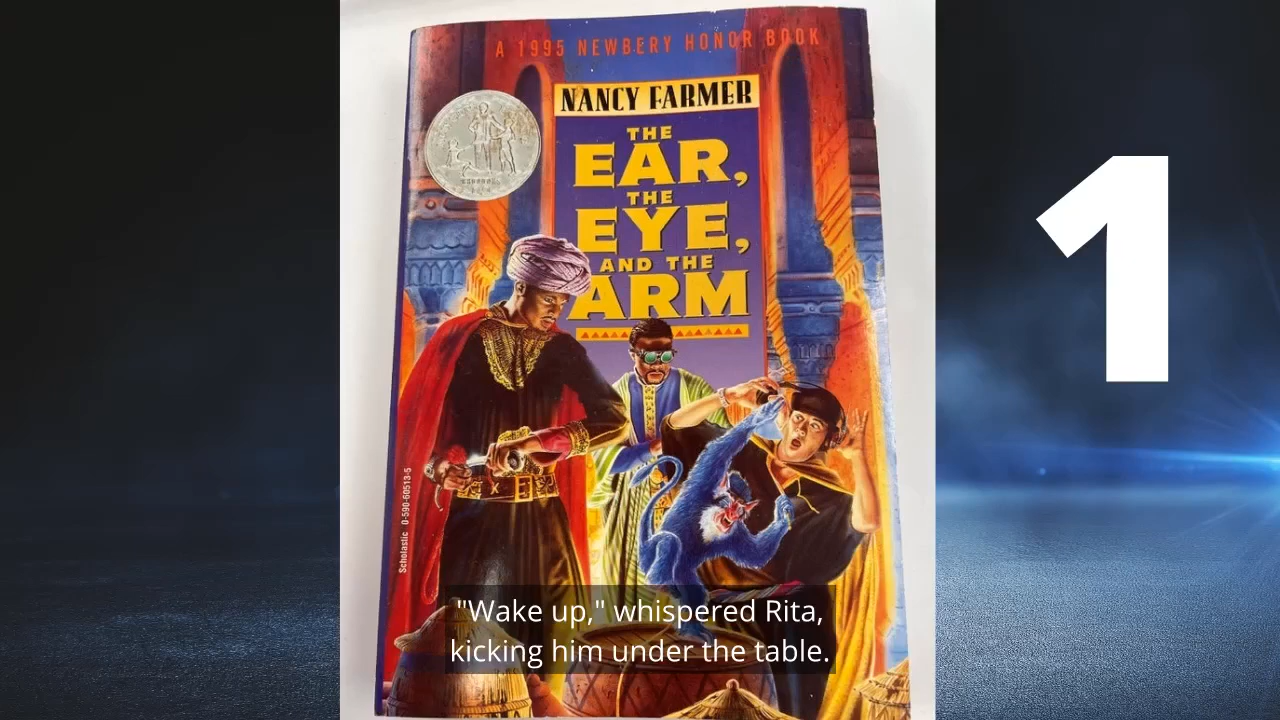 A 1995 NEWBERY HONOR BOOK
NANCY FARMER
THE
EAR,
THE
EYE,
AND THE
ARM
1
Scholastic 0-590-60513-5
"Wake up," whispered Rita,
kicking him under the table.